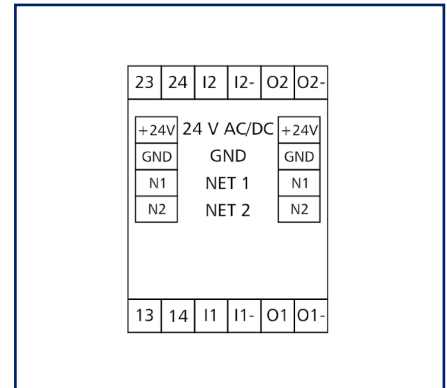 23 24 I2 I2- O2 O2-
+24V 24 V AC/DC +24V
GND GND GND
N1 NET 1 N1
N2 NET 2 N2
13 14 I1 I1- O1 O1-